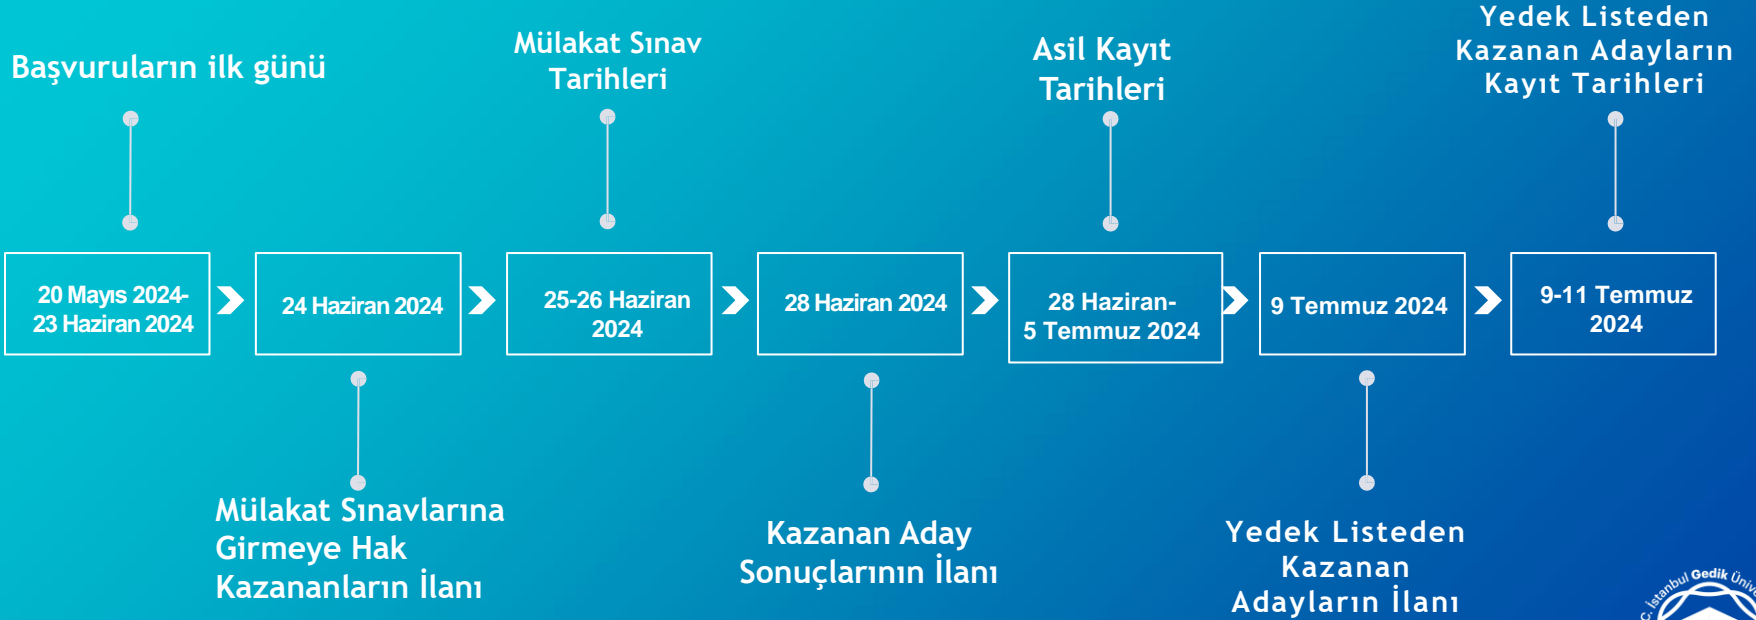 Başvuruların ilk günü
Mülakat Sınav
Tarihleri
Asil Kayıt
Tarihleri
Yedek Listeden
Kazanan Adayların
Kayıt Tarihleri
20 Mayıs 2024-
23 Haziran 2024
24 Haziran 2024
25-26 Haziran
2024
28 Haziran 2024
28 Haziran-
5 Temmuz 2024
9 Temmuz 2024
9-11 Temmuz
2024
Mülakat Sınavlarına
Girmeye Hak
Kazananların İlanı
Kazanan Aday
Sonuçlarının İlanı
Yedek Listeden
Kazanan
Adayların İlanı
İstanbul Gedik